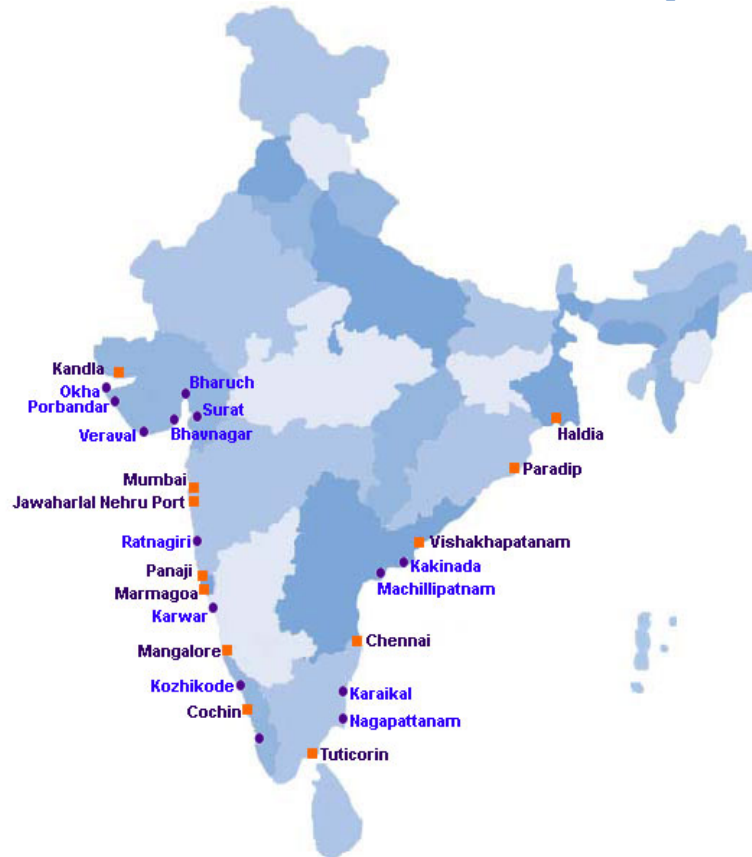 Kandla
Okha
Bharuch
Porbandar
Surat
Veraval
Bhavnagar
Haldia
Paradip
Mumbai
Jawaharlal Nehru Port
Ratnagiri
Vishakhapatanam
Kakinada
Panaji
Machillipatnam
Marmagoa
Karwar
Chennai
Mangalore
Kozhikode
Karaikal
Cochin
Nagapattanam
Tuticorin